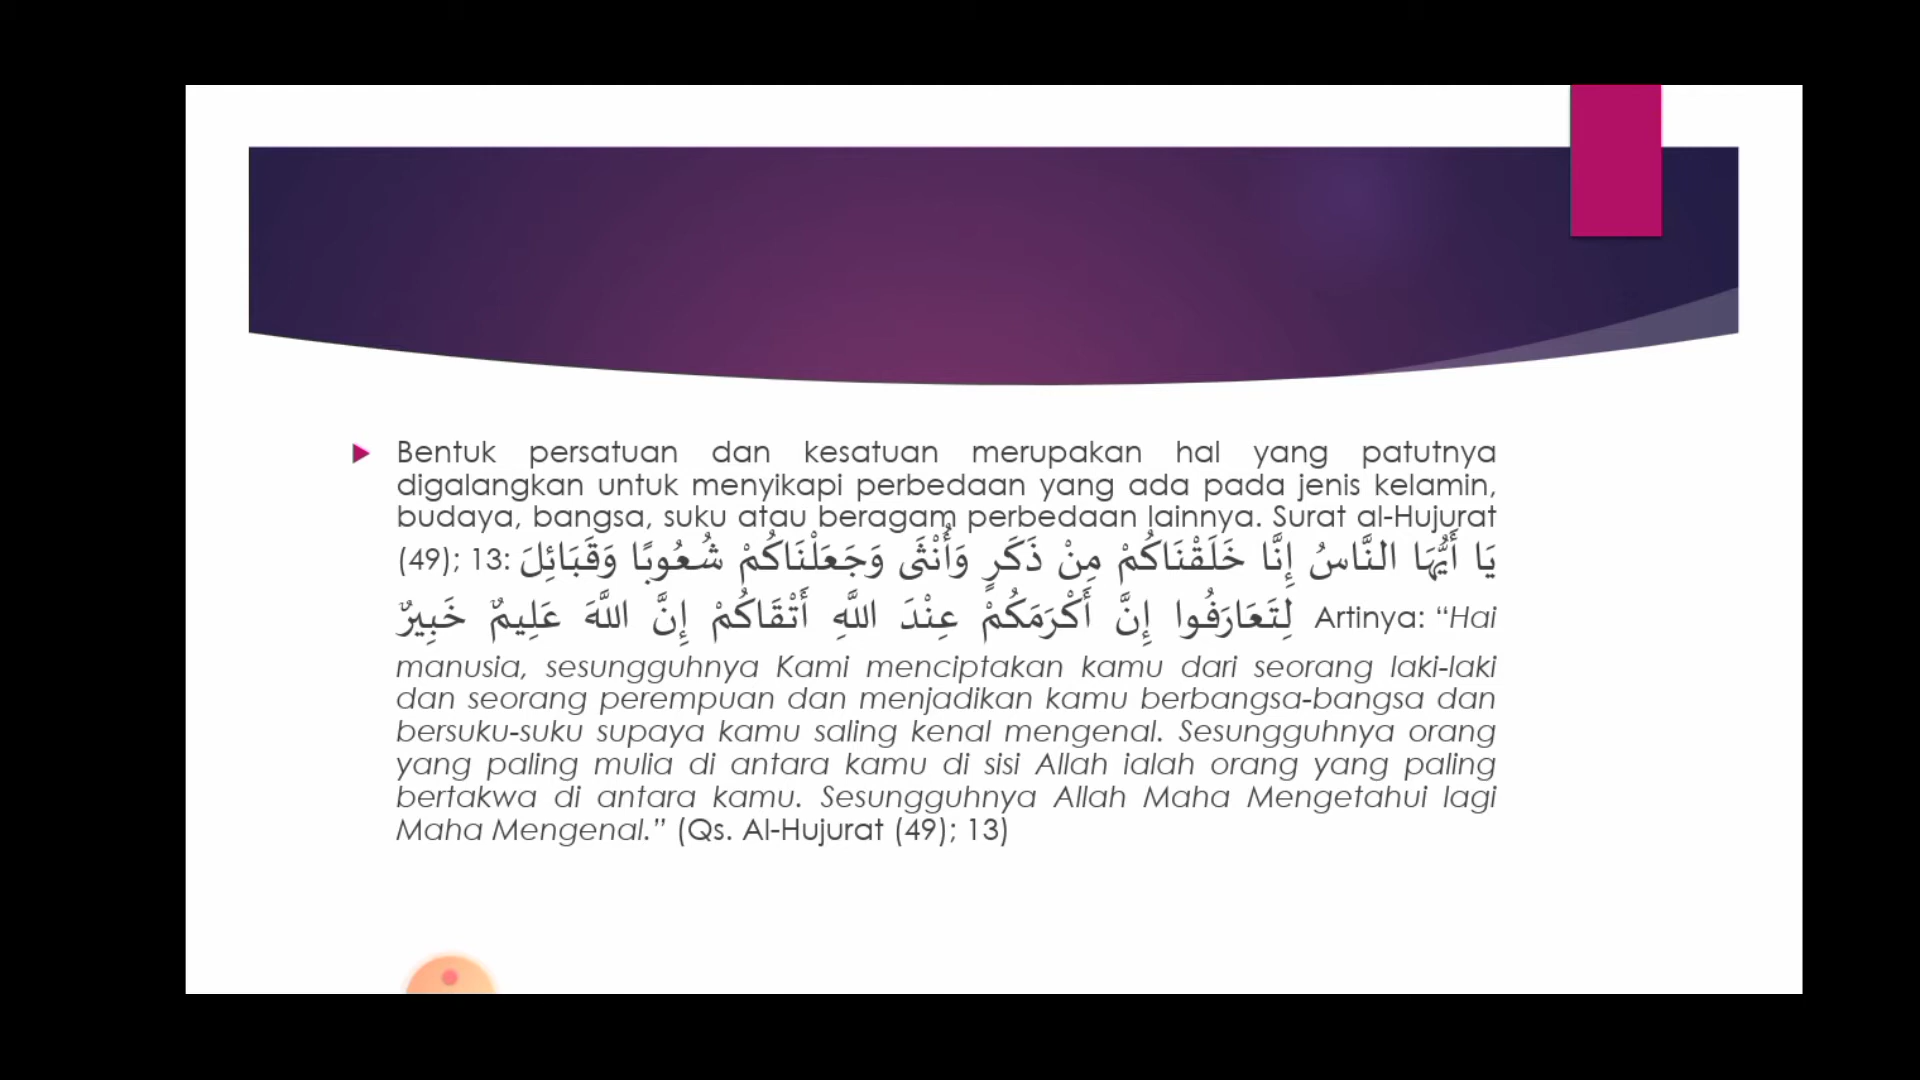 Bentuk persatuan dan kesatuan merupakan hal yang patutnya
digalangkan untuk menyikapi perbedaan yang ada pada jenis kelamin,
budaya, bangsa, suku atau beragam perbedaan lainnya. Surat al-Hujurat
(49); 13: يَا أَيُّهَا النَّاسُ إِنَّا خَلَقْنَاكُمْ مِنْ ذَكَرٍ وَأُنْثَى وَجَعَلْنَاكُمْ شُعُوبًا وَقَبَائِلَ
لِتَعَارَفُوا إِنَّ أَكْرَمَكُمْ عِنْدَ اللَّهِ أَتْقَاكُمْ إِنَّ اللَّهَ عَلِيمٌ خَبِيرٌ Artinya: “Hai
manusia, sesungguhnya Kami menciptakan kamu dari seorang laki-laki
dan seorang perempuan dan menjadikan kamu berbangsa-bangsa dan
bersuku-suku supaya kamu saling kenal mengenal. Sesungguhnya orang
yang paling mulia di antara kamu di sisi Allah ialah orang yang paling
bertakwa di antara kamu. Sesungguhnya Allah Maha Mengetahui lagi
Maha Mengenal.” (Qs. Al-Hujurat (49); 13)